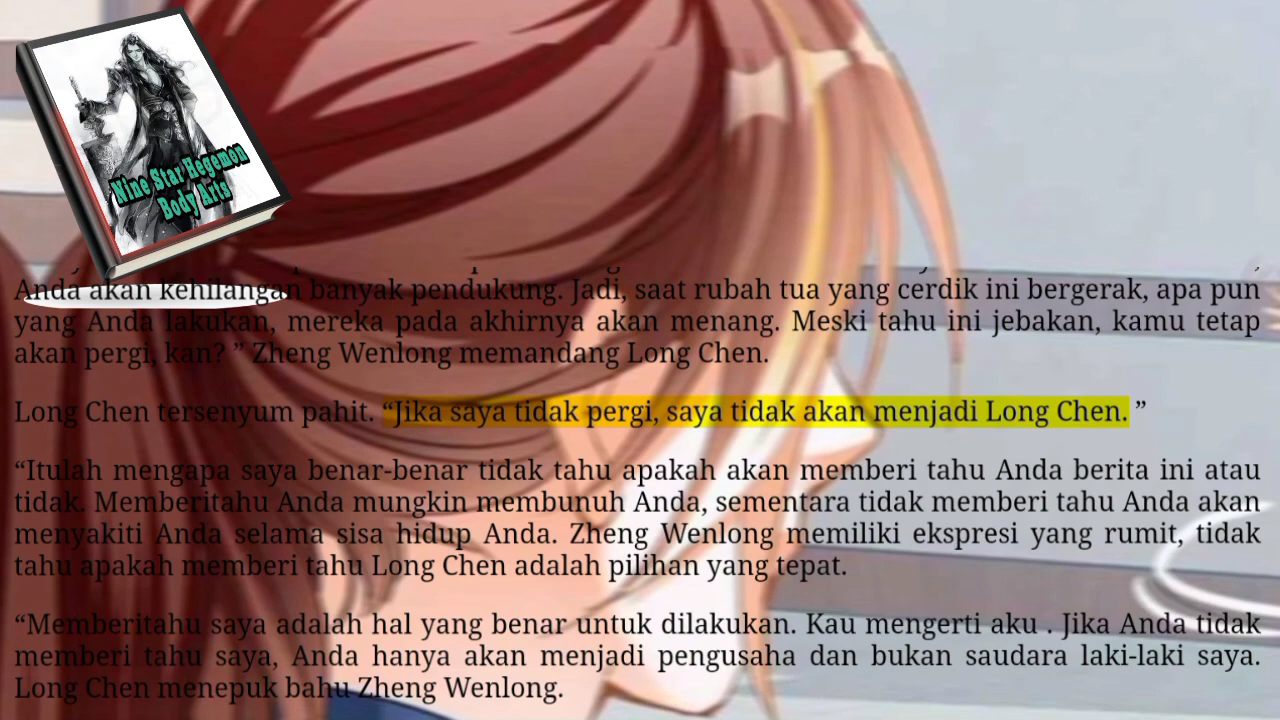 Nine Star Hegemon
Body Arts
Anda akan kehilangan banyak pendukung. Jadi, saat rubah tua yang cerdik ini bergerak, apa pun
yang Anda lakukan, mereka pada akhirnya akan menang. Meski tahu ini jebakan, kamu tetap
akan pergi, kan? ” Zheng Wenlong memandang Long Chen.
Long Chen tersenyum pahit. “Jika saya tidak pergi, saya tidak akan menjadi Long Chen. ”
“Itulah mengapa saya benar-benar tidak tahu apakah akan memberi tahu Anda berita ini atau
tidak. Memberitahu Anda mungkin membunuh Anda, sementara tidak memberi tahu Anda akan
menyakiti Anda selama sisa hidup Anda. Zheng Wenlong memiliki ekspresi yang rumit, tidak
tahu apakah memberi tahu Long Chen adalah pilihan yang tepat.
“Memberitahu saya adalah hal yang benar untuk dilakukan. Kau mengerti aku . Jika Anda tidak
memberi tahu saya, Anda hanya akan menjadi pengusaha dan bukan saudara laki-laki saya.
Long Chen menepuk bahu Zheng Wenlong.